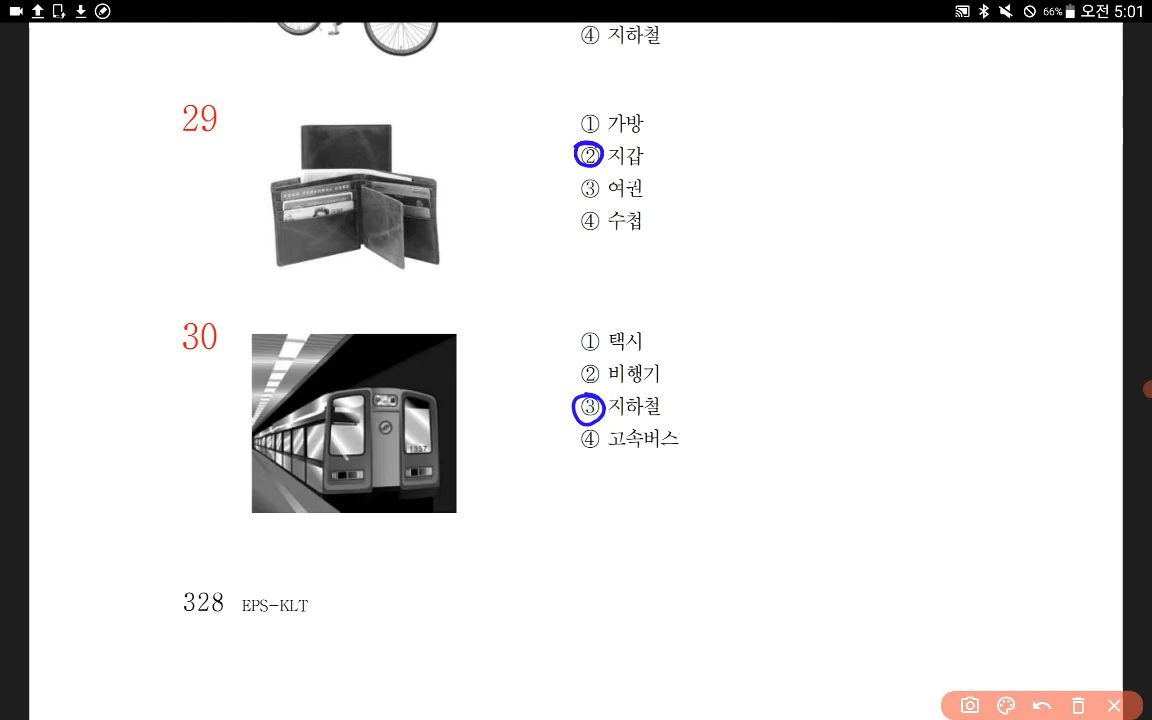 66% 오전 5:01
④ 지하철
29
① 가방
② 지갑
③ 여권
④ 수첩
30
① 택시
② 비행기
③ 지하철
④ 고속버스
1357
328 EPS-KLT